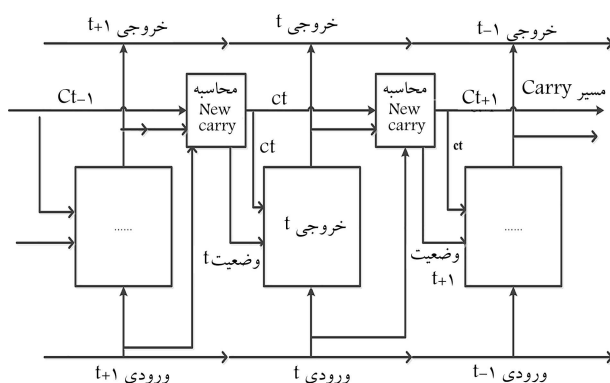 خروجی t+۱
خروجی t
خروجی t-۱
Ct-۱
محاسبه
New
carry
ct
محاسبه
New
carry
Ct+۱
مسیر Carry
ct
ct
......
خروجی t
......
وضعیت t
وضعیت
t+۱
ورودی t+۱
ورودی t
ورودی t-۱